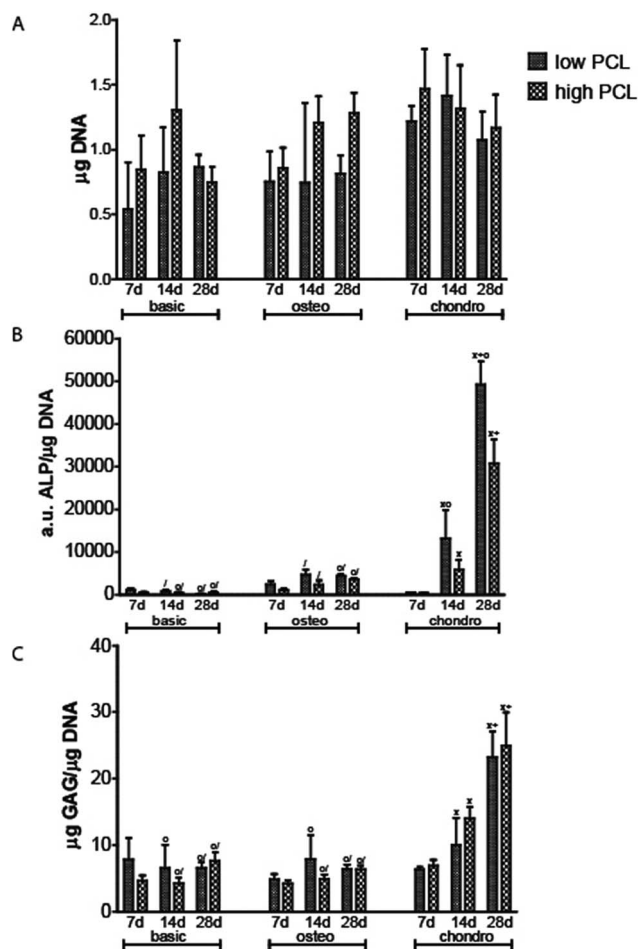 A
2.0
1.5
1.0
0.5
0.0
µg DNA
low PCL
high PCL
7d 14d 28d 7d 14d 28d 7d 14d 28d
basic osteo chondro
B
60000
50000
40000
30000
20000
10000
0
a.u. ALP/µg DNA
/ o/ o/ o/
/ / o/ o/
xo x x+o x+
7d 14d 28d 7d 14d 28d 7d 14d 28d
basic osteo chondro
C
40
30
20
10
0
µg GAG/µg DNA
o o/ o/ o/
o o/ o/ o/
x x x+ x+
7d 14d 28d 7d 14d 28d 7d 14d 28d
basic osteo chondro